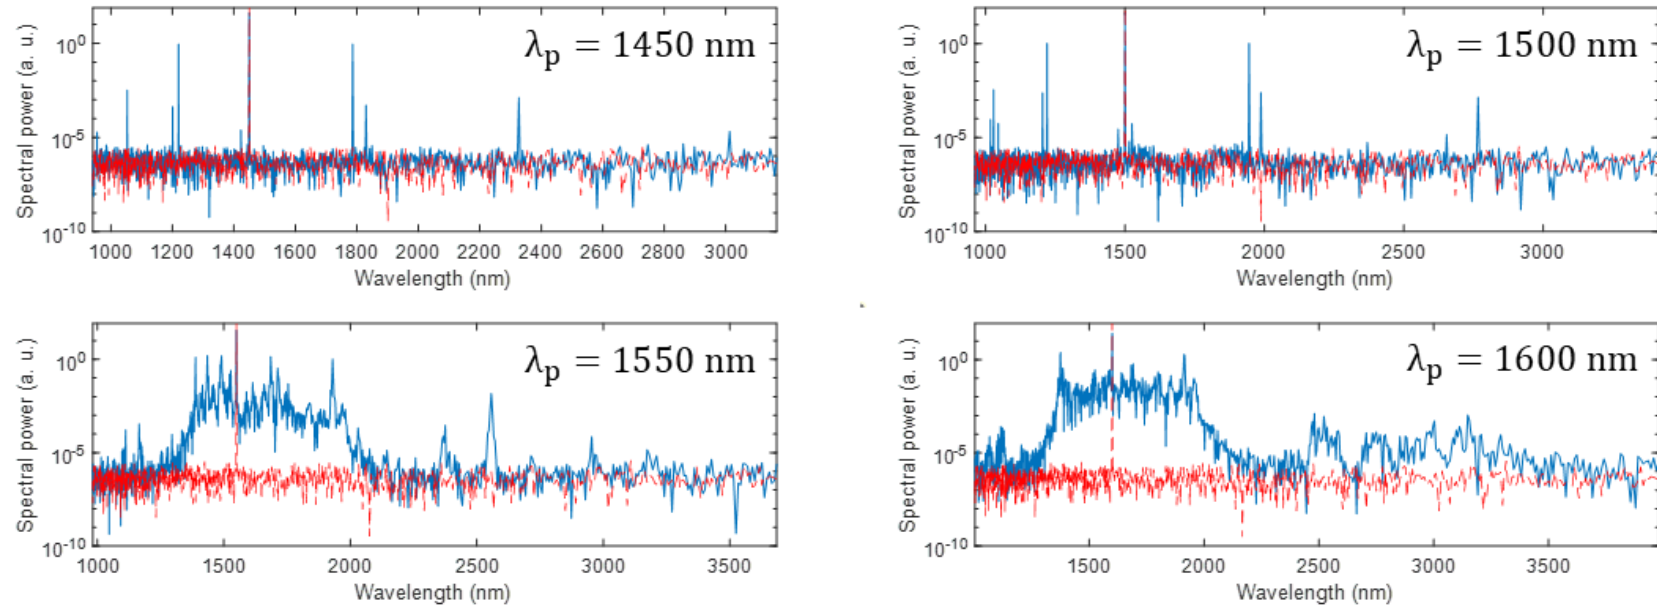 Spectral power (a. u.)
10^0
10^-5
10^-10
λp = 1450 nm
1000 1200 1400 1600 1800 2000 2200 2400 2600 2800 3000
Wavelength (nm)
Spectral power (a. u.)
10^0
10^-5
10^-10
λp = 1500 nm
1000 1500 2000 2500 3000
Wavelength (nm)
Spectral power (a. u.)
10^0
10^-5
10^-10
λp = 1550 nm
1000 1500 2000 2500 3000 3500
Wavelength (nm)
Spectral power (a. u.)
10^0
10^-5
10^-10
λp = 1600 nm
1500 2000 2500 3000 3500
Wavelength (nm)